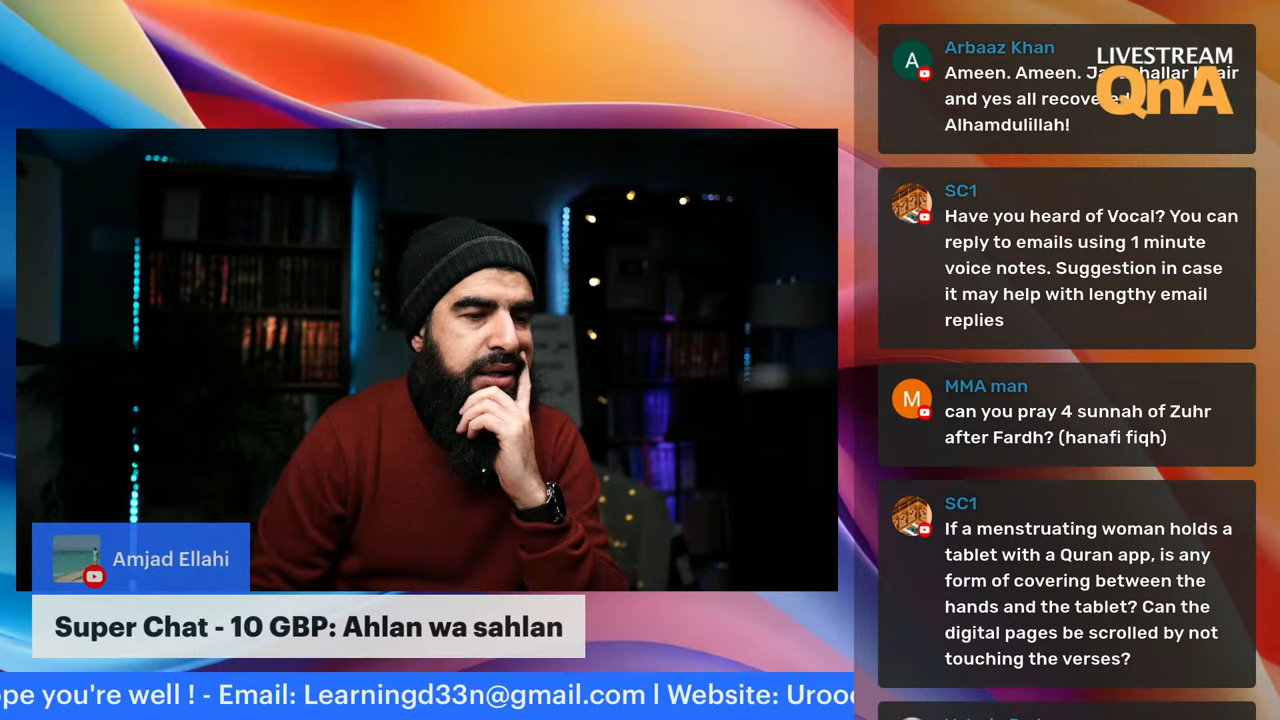 Arbaaz Khan
Ameen. Ameen.
and yes all
Alhamdulillah!
LIVESTREAM
QnA
SC1
Have you heard of Vocal? You can
reply to emails using 1 minute
voice notes. Suggestion in case
it may help with lengthy email
replies
M
MMA man
can you pray 4 sunnah of Zuhr
after Fardh? (hanafi fiqh)
SC1
If a menstruating woman holds a
tablet with a Quran app, is any
form of covering between the
hands and the tablet? Can the
digital pages be scrolled by not
touching the verses?
A
Amjad Ellahi
Super Chat - 10 GBP: Ahlan wa sahlan
you're well ! - Email: Learningd33n@gmail.com l Website: